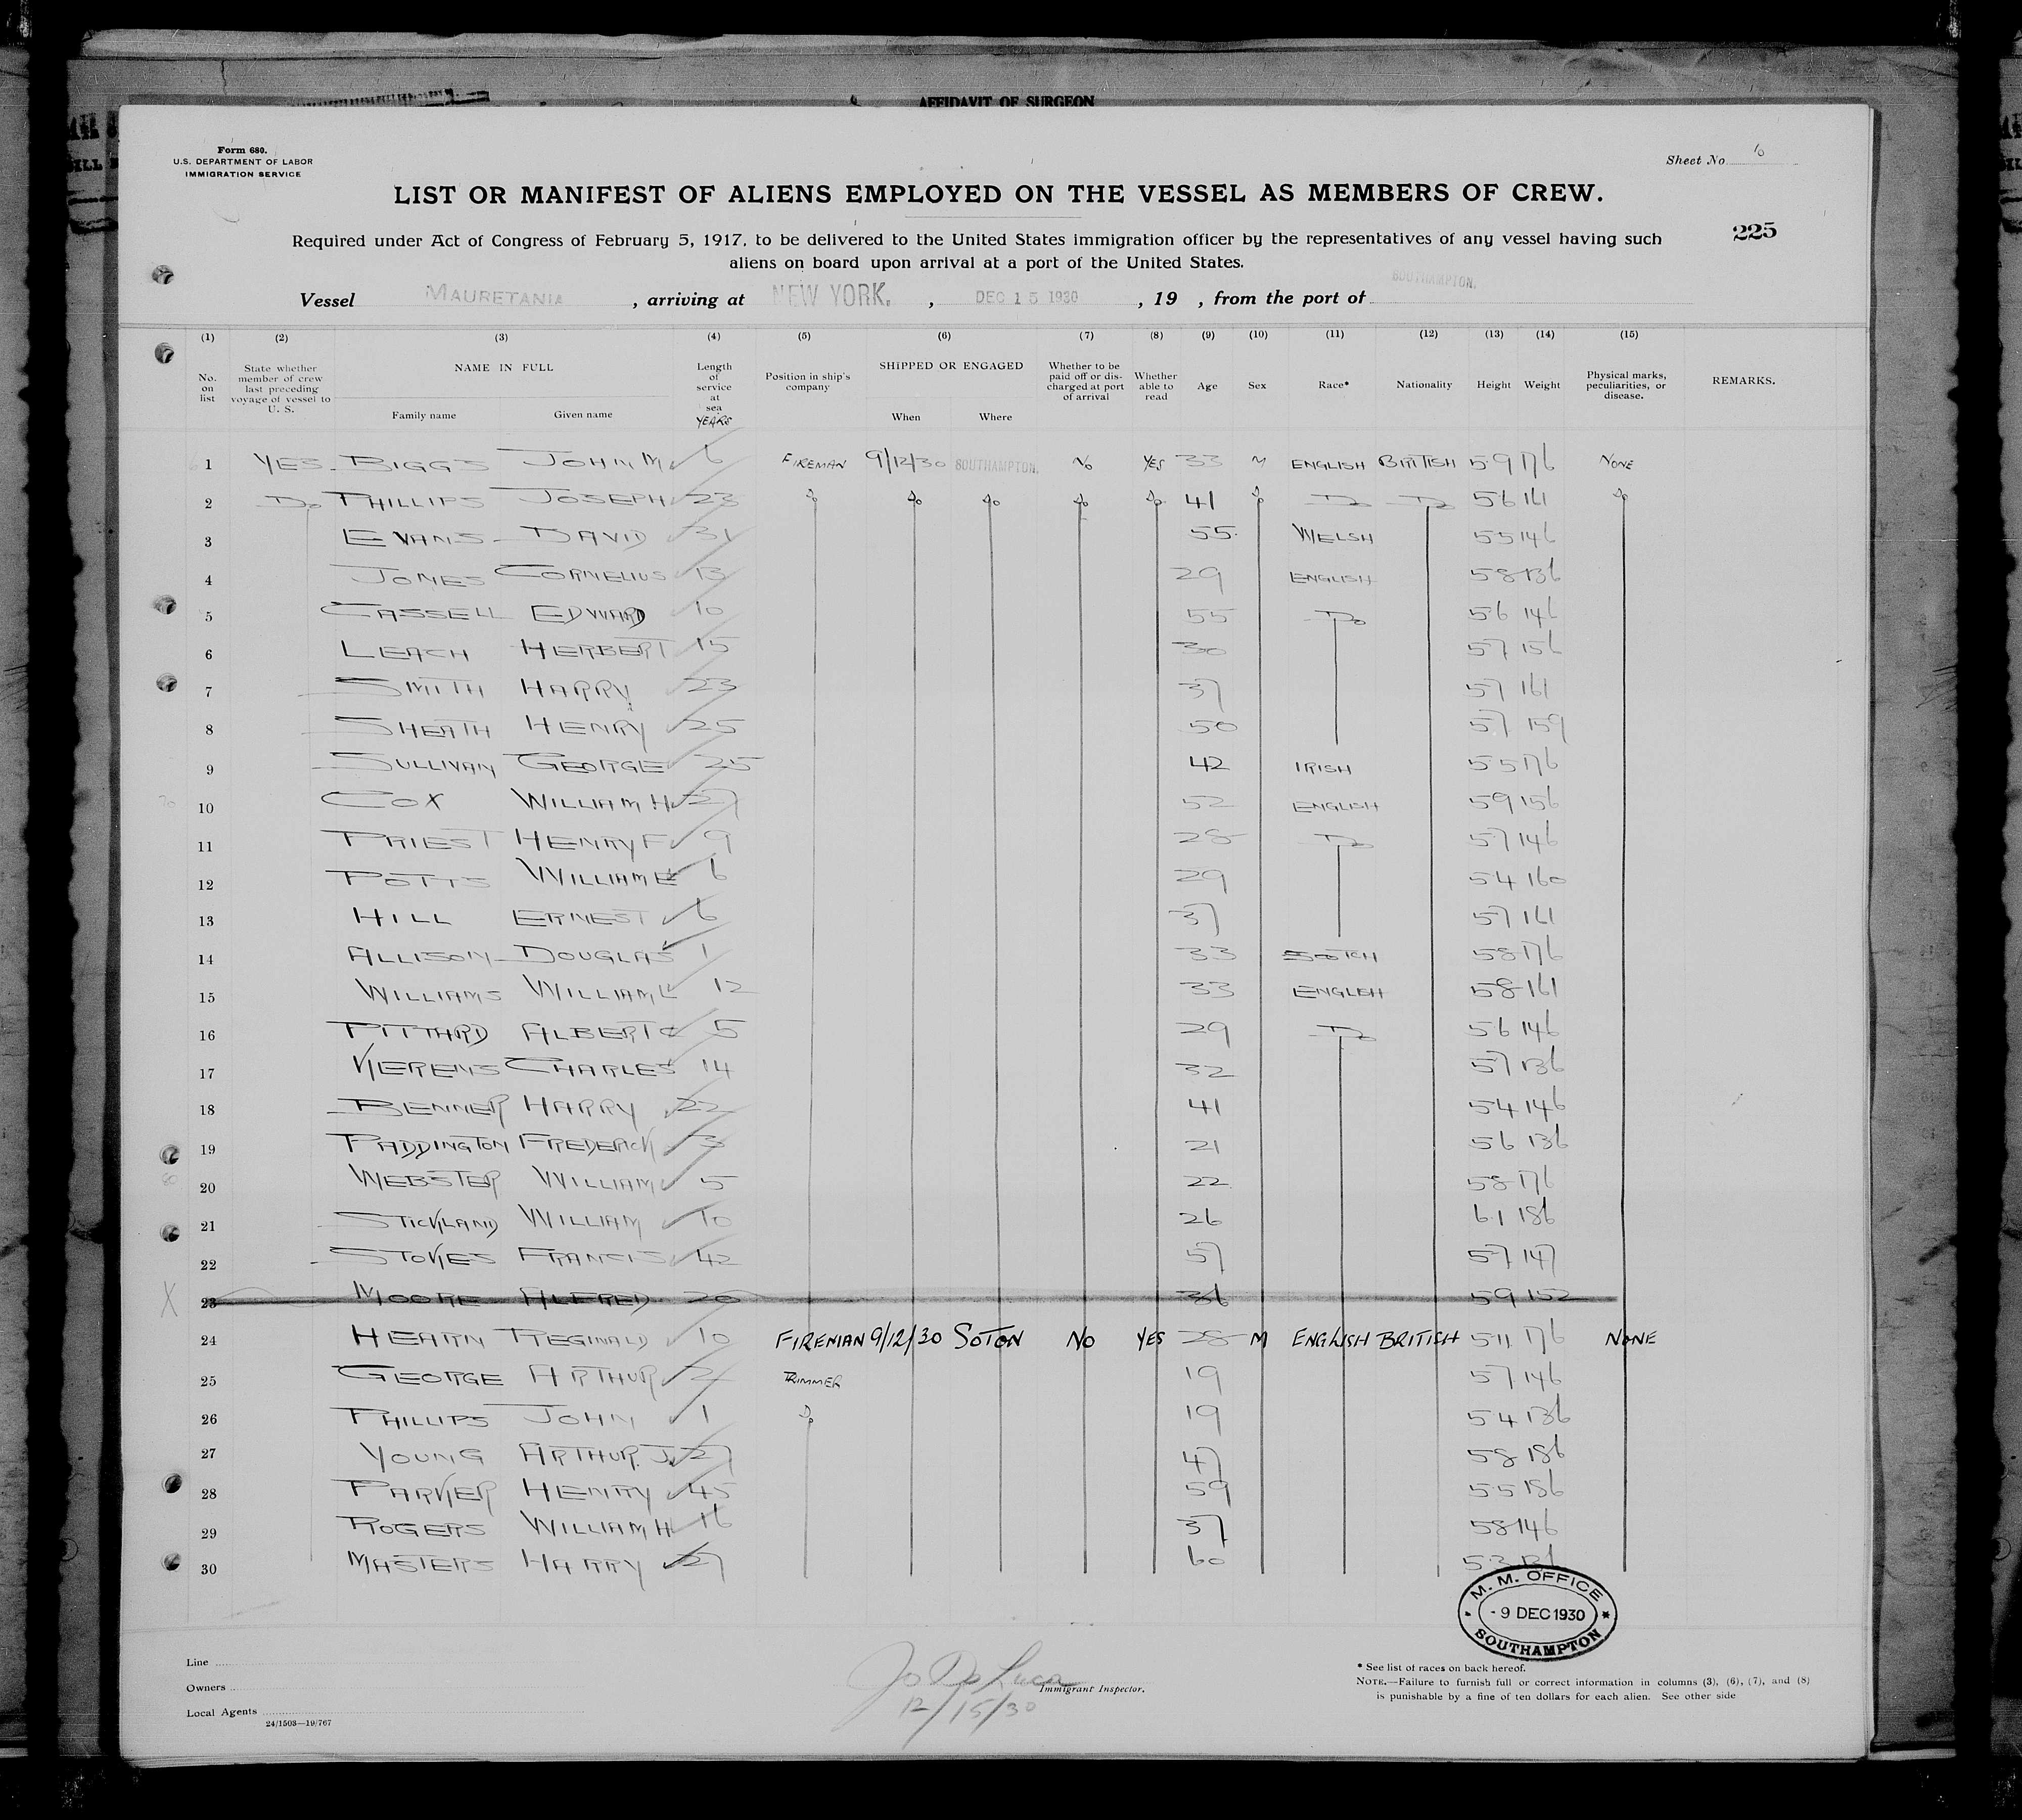 AFFIDAVIT OF SURGEON
Form 680.
U.S. DEPARTMENT OF LABOR
IMMIGRATION SERVICE
Sheet No. 10
LIST OR MANIFEST OF ALIENS EMPLOYED ON THE VESSEL AS MEMBERS OF CREW.
225
Required under Act of Congress of February 5, 1917, to be delivered to the United States immigration officer by the representatives of any vessel having such
aliens on board upon arrival at a port of the United States.
Vessel MAURETANIA, arriving at NEW YORK., DEC 15 1930, 19 , from the port of SOUTHAMPTON.
(1) (2) (3) (4) (5) (6) (7) (8) (9) (10) (11) (12) (13) (14) (15)
No. on list State whether member of crew last preceding voyage of vessel to U. S. NAME IN FULL Family name Given name Length of service at sea YEARS Position in ship's company SHIPPED OR ENGAGED When Where Whether to be paid off or discharged at port of arrival Whether able to read Age Sex Race* Nationality Height Weight Physical marks, peculiarities, or disease. REMARKS.
1 YES BIGGS JOHN M 6 FIREMAN 9/12/30 SOUTHAMPTON. NO YES 33 M ENGLISH BRITISH 5 9 176 NONE
2 Do PHILLIPS JOSEPH 23 Do Do Do Do Do 41 Do Do Do 5 6 161 Do
3 EVANS DAVID 31 55 WELSH 5 5 146
4 JONES CORNELIUS 13 29 ENGLISH 5 8 136
5 CASSELL EDWARD 10 55 Do 5 6 146
6 LEACH HERBERT 15 30 5 7 156
7 SMITH HARRY 23 37 5 7 161
8 SHEATH HENRY 25 50 5 7 159
9 SULLIVAN GEORGE 25 42 IRISH 5 5 176
10 COX WILLIAM H 27 52 ENGLISH 5 9 156
11 PRIEST HENRY F 9 28 Do 5 7 146
12 POTTS WILLIAM E 6 29 5 4 160
13 HILL ERNEST 6 37 5 7 161
14 ALLISON DOUGLAS 1 33 SCOTCH 5 8 176
15 WILLIAMS WILLIAM L 12 33 ENGLISH 5 8 161
16 PITTARD ALBERT C 5 29 Do 5 6 146
17 KERENS CHARLES 14 32 5 7 136
18 BENNER HARRY 22 41 5 4 146
19 PADDINGTON FREDERICK 3 21 5 6 136
20 WEBSTER WILLIAM 5 22 5 8 176
21 STICKLAND WILLIAM 10 26 6.1 186
22 STOKES FRANCIS 42 57 5 7 147
23 MOORE ALFRED 20 36 5 9 152
24 HEARN REGINALD 10 FIREMAN 9/12/30 SOTON NO YES 28 M ENGLISH BRITISH 5 11 176 NONE
25 GEORGE ARTHUR 2 TRIMMER 19 5 7 146
26 PHILLIPS JOHN 1 Do 19 5 4 136
27 YOUNG ARTHUR J. 27 47 5 8 186
28 PARKER HENRY 45 59 5 5 186
29 ROGERS WILLIAM H 16 37 5 8 146
30 MASTERS HARRY 27 60 5 3 131
M. M. OFFICE
- 9 DEC 1930
SOUTHAMPTON
Line
Owners
Local Agents
24/1503—19/767
Jo De Luca
Immigrant Inspector.
12/15/30
* See list of races on back hereof.
NOTE.—Failure to furnish full or correct information in columns (3), (6), (7), and (8)
is punishable by a fine of ten dollars for each alien. See other side